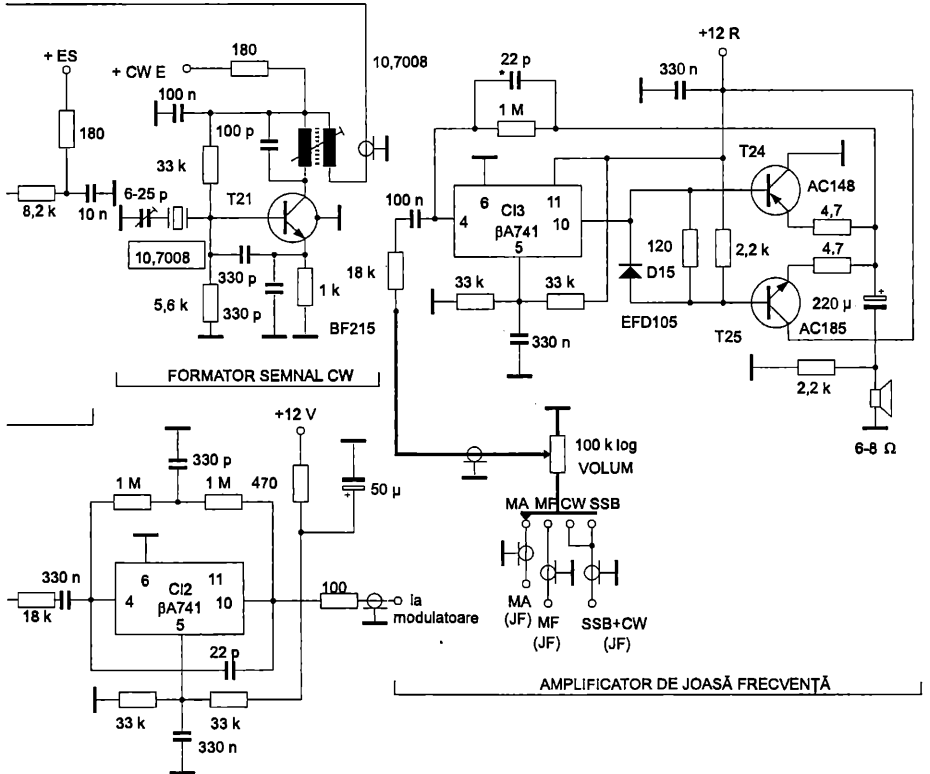 + ES
180
8,2 k
10 n
+ CW E
180
10,7008
100 n
100 p
33 k
6-25 p
T21
10,7008
330 p
5,6 k
330 p
1 k
BF215
FORMATOR SEMNAL CW
+12 R
330 n
* 22 p
1 M
T24
AC148
4,7
4,7
100 n
6
11
4
CI3
10
βA741
5
18 k
33 k
33 k
120
2,2 k
D15
EFD105
T25
AC185
220 µ
+
330 n
2,2 k
6-8 Ω
100 k log
VOLUM
MA MF CW SSB
MA
(JF)
MF
(JF)
SSB+CW
(JF)
AMPLIFICATOR DE JOASĂ FRECVENȚĂ
+12 V
330 p
1 M
1 M
470
50 µ
+
330 n
18 k
6
11
4
CI2
10
βA741
5
100
la
modulatoare
22 p
33 k
33 k
330 n